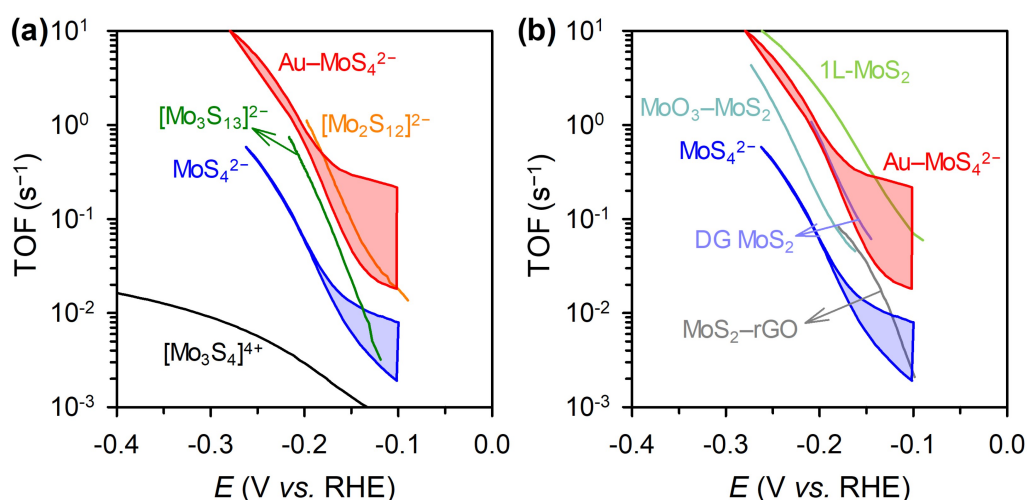 (a)
TOF (s⁻¹)
10¹
10⁰
10⁻¹
10⁻²
10⁻³
Au–MoS₄²⁻
[Mo₃S₁₃]²⁻
[Mo₂S₁₂]²⁻
MoS₄²⁻
[Mo₃S₄]⁴⁺
-0.4 -0.3 -0.2 -0.1 0.0
E (V vs. RHE)
(b)
TOF (s⁻¹)
10¹
10⁰
10⁻¹
10⁻²
10⁻³
1L-MoS₂
MoO₃–MoS₂
MoS₄²⁻
Au–MoS₄²⁻
DG MoS₂
MoS₂–rGO
-0.4 -0.3 -0.2 -0.1 0.0
E (V vs. RHE)